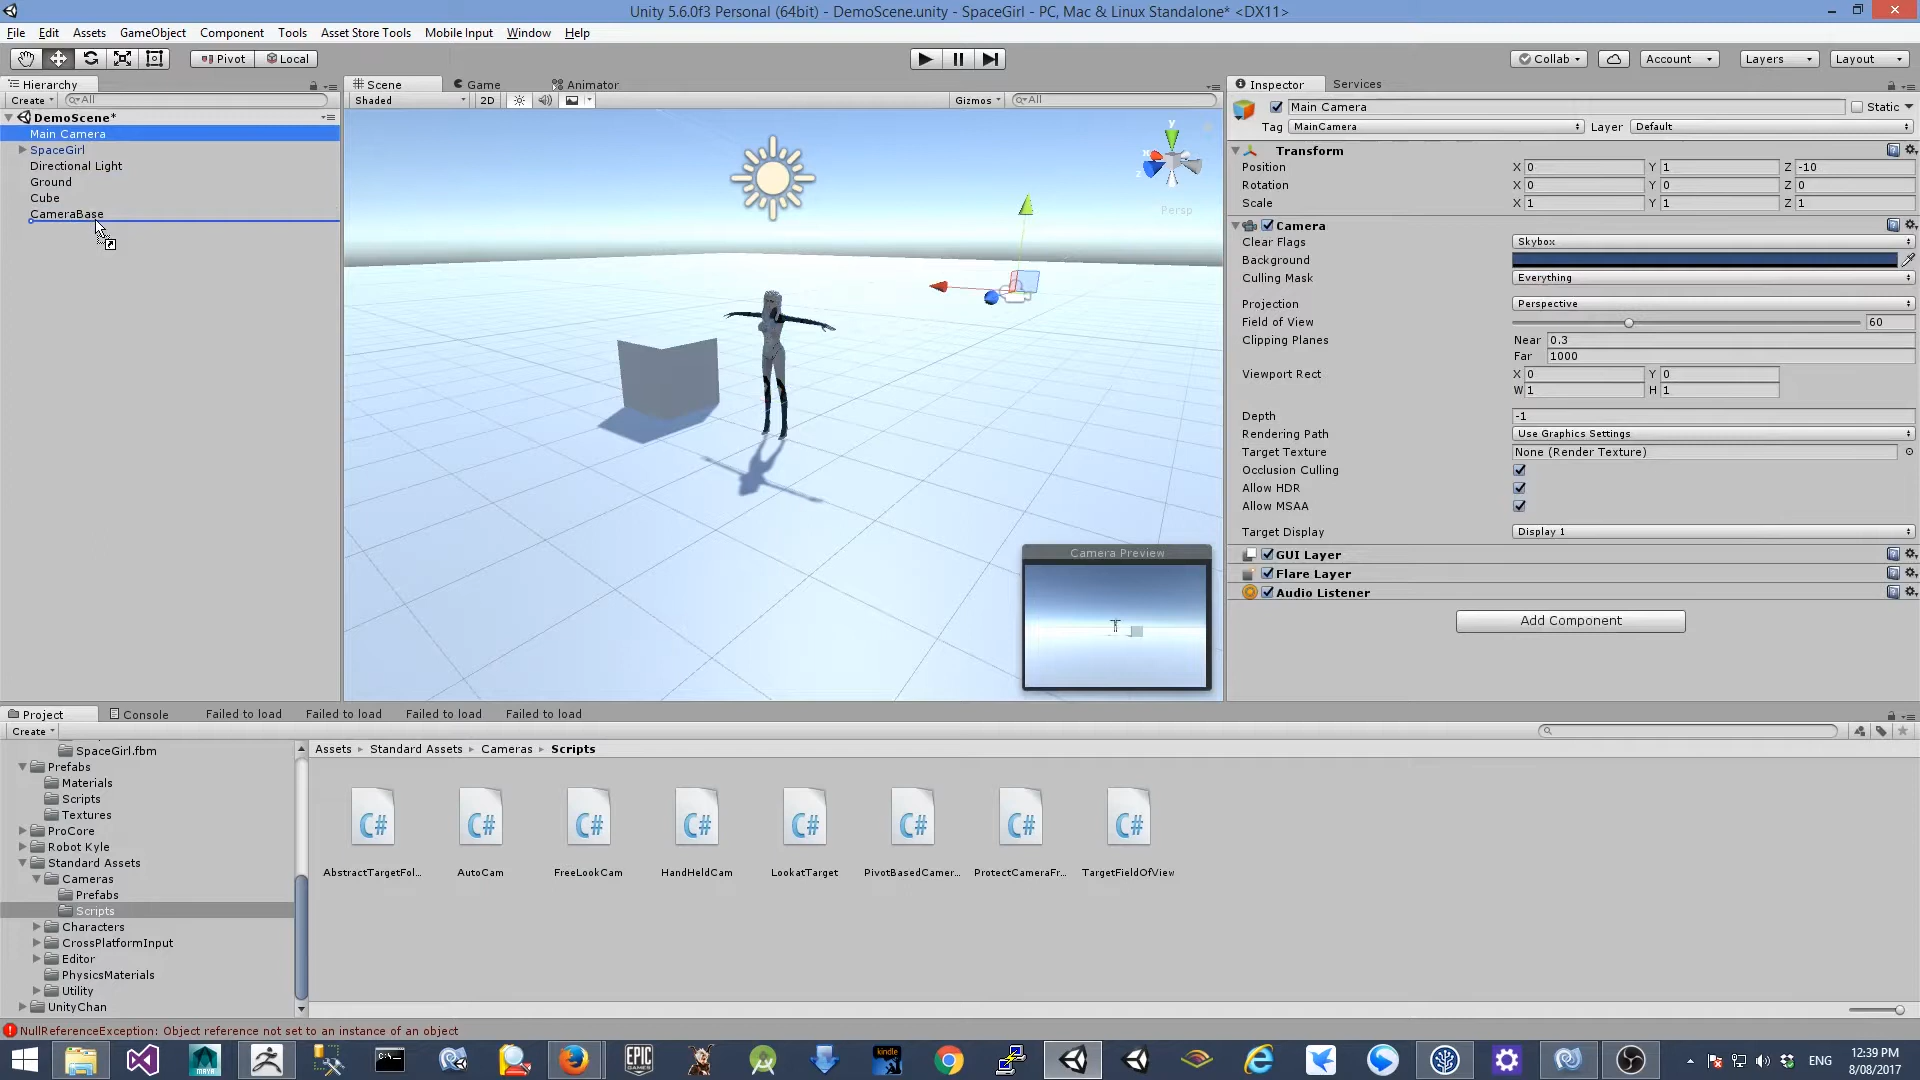 Unity 5.6.0f3 Personal (64bit) - DemoScene.unity - SpaceGirl - PC, Mac & Linux Standalone* <DX11>
File Edit Assets GameObject Component Tools Asset Store Tools Mobile Input Window Help
Pivot Local Collab Account Layers Layout
Hierarchy Scene Game Animator Inspector Services
Create All Shaded 2D Gizmos All
Main Camera Static
DemoScene*
Tag MainCamera Layer Default
Main Camera
SpaceGirl
Directional Light
Ground
Cube
CameraBase
y
x
z
Persp
Transform
Position X 0 Y 1 Z -10
Rotation X 0 Y 0 Z 0
Scale X 1 Y 1 Z 1
Camera
Clear Flags Skybox
Background
Culling Mask Everything
Projection Perspective
Field of View 60
Clipping Planes Near 0.3
Far 1000
Viewport Rect X 0 Y 0
W 1 H 1
Depth -1
Rendering Path Use Graphics Settings
Target Texture None (Render Texture)
Occlusion Culling
Allow HDR
Allow MSAA
Target Display Display 1
GUI Layer
Flare Layer
Audio Listener
Add Component
Camera Preview
Project Console Failed to load Failed to load Failed to load Failed to load
Create
SpaceGirl.fbm
Prefabs
Materials
Scripts
Textures
ProCore
Robot Kyle
Standard Assets
Cameras
Prefabs
Scripts
Characters
CrossPlatformInput
Editor
PhysicsMaterials
Utility
UnityChan
Assets Standard Assets Cameras Scripts
C# C# C# C# C# C# C# C#
AbstractTargetFol... AutoCam FreeLookCam HandHeldCam LookatTarget PivotBasedCamer... ProtectCameraFr... TargetFieldOfView
NullReferenceException: Object reference not set to an instance of an object
MAYA
EPIC GAMES
kindle
ENG
12:39 PM
8/08/2017